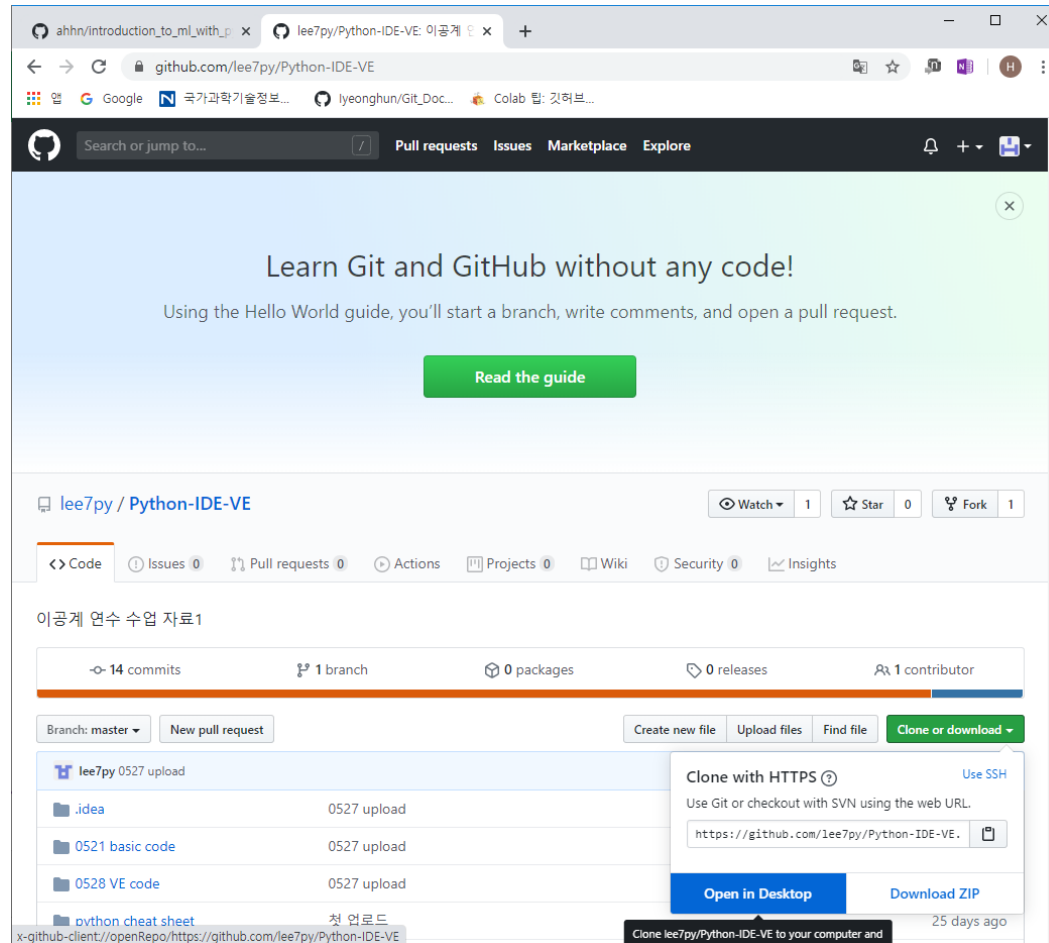 ahhn/introduction_to_ml_with_p
lee7py/Python-IDE-VE: 이공계
github.com/lee7py/Python-IDE-VE
H
앱 Google N 국가과학기술정보... lyeonghun/Git_Doc... Colab 팁: 깃허브...
Search or jump to... / Pull requests Issues Marketplace Explore
Learn Git and GitHub without any code!
Using the Hello World guide, you'll start a branch, write comments, and open a pull request.
Read the guide
lee7py / Python-IDE-VE
Watch 1 Star 0 Fork 1
Code Issues 0 Pull requests 0 Actions Projects 0 Wiki Security 0 Insights
이공계 연수 수업 자료1
14 commits 1 branch 0 packages 0 releases 1 contributor
Branch: master New pull request Create new file Upload files Find file Clone or download
lee7py 0527 upload
.idea 0527 upload
0521 basic code 0527 upload
0528 VE code 0527 upload
python cheat sheet 첫 업로드 25 days ago
Clone with HTTPS ? Use SSH
Use Git or checkout with SVN using the web URL.
https://github.com/lee7py/Python-IDE-VE.
Open in Desktop Download ZIP
Clone lee7py/Python-IDE-VE to your computer and
x-github-client://openRepo/https://github.com/lee7py/Python-IDE-VE